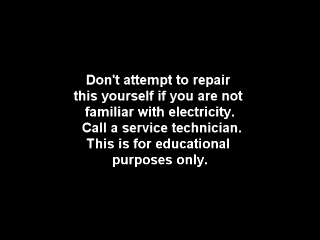 Don't attempt to repair
this yourself if you are not
familiar with electricity.
Call a service technician.
This is for educational
purposes only.